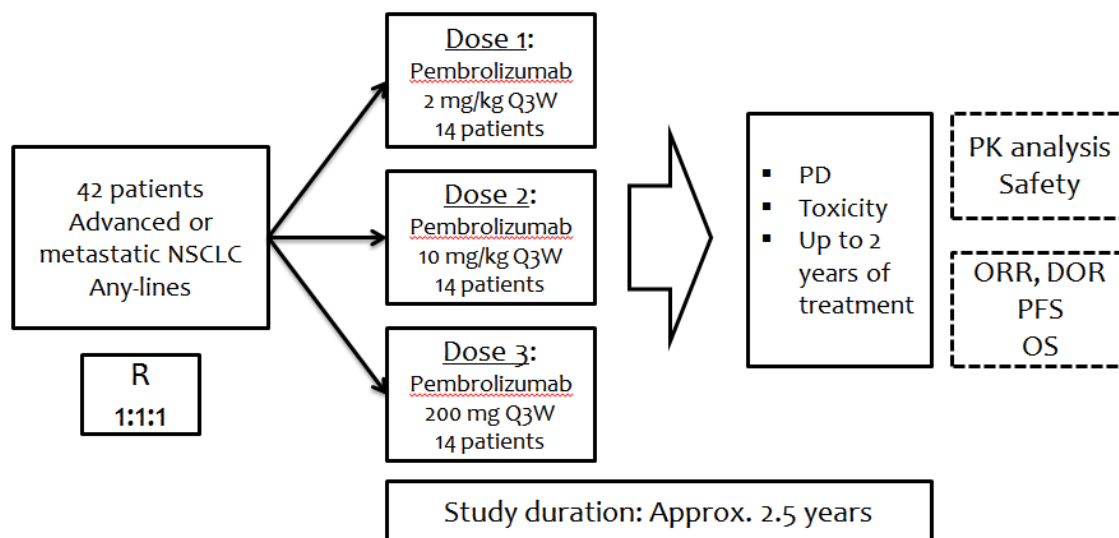 42 patients
Advanced or
metastatic NSCLC
Any-lines
R
1:1:1
Dose 1:
Pembrolizumab
2 mg/kg Q3W
14 patients
Dose 2:
Pembrolizumab
10 mg/kg Q3W
14 patients
Dose 3:
Pembrolizumab
200 mg Q3W
14 patients
▪ PD
▪ Toxicity
▪ Up to 2
years of
treatment
PK analysis
Safety
ORR, DOR
PFS
OS
Study duration: Approx. 2.5 years